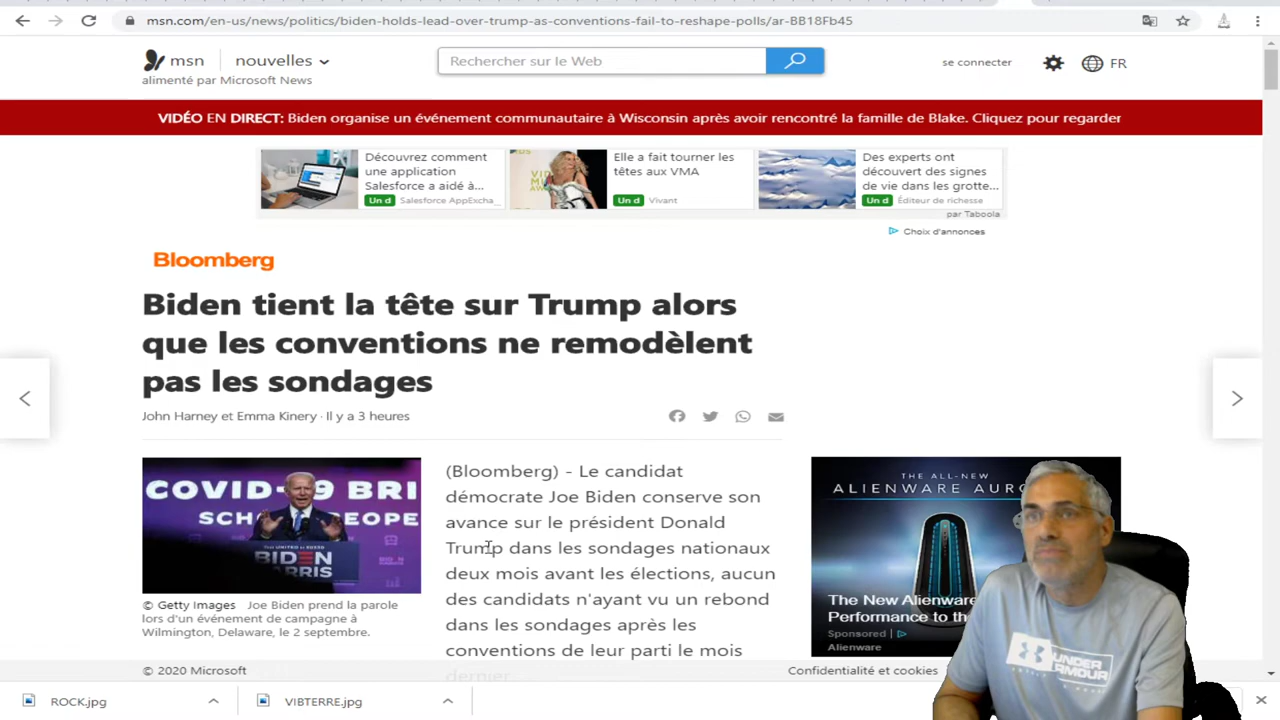 msn.com/en-us/news/politics/biden-holds-lead-over-trump-as-conventions-fail-to-reshape-polls/ar-BB18Fb45
msn
nouvelles
alimenté par Microsoft News
Rechercher sur le Web
se connecter
FR
VIDÉO EN DIRECT: Biden organise un événement communautaire à Wisconsin après avoir rencontré la famille de Blake. Cliquez pour regarder
Découvrez comment
une application
Salesforce a aidé à...
Un d Salesforce AppExcha
Elle a fait tourner les
têtes aux VMA
Un d Vivant
Des experts ont
découvert des signes
de vie dans les grotte...
Un d Éditeur de richesse
par Taboola
Choix d'annonces
Bloomberg
Biden tient la tête sur Trump alors
que les conventions ne remodèlent
pas les sondages
John Harney et Emma Kinery · Il y a 3 heures
COVID-19 BRI
BIDEN
© Getty Images Joe Biden prend la parole
lors d'un événement de campagne à
Wilmington, Delaware, le 2 septembre.
(Bloomberg) - Le candidat
démocrate Joe Biden conserve son
avance sur le président Donald
Trump dans les sondages nationaux
deux mois avant les élections, aucun
des candidats n'ayant vu un rebond
dans les sondages après les
conventions de leur parti le mois
dernier.
THE ALL-NEW
ALIENWARE
The New Alienware
Performance to
Sponsored
Alienware
UNDER
ARMOUR
© 2020 Microsoft
Confidentialité et cookies
ROCK.jpg
VIBTERRE.jpg